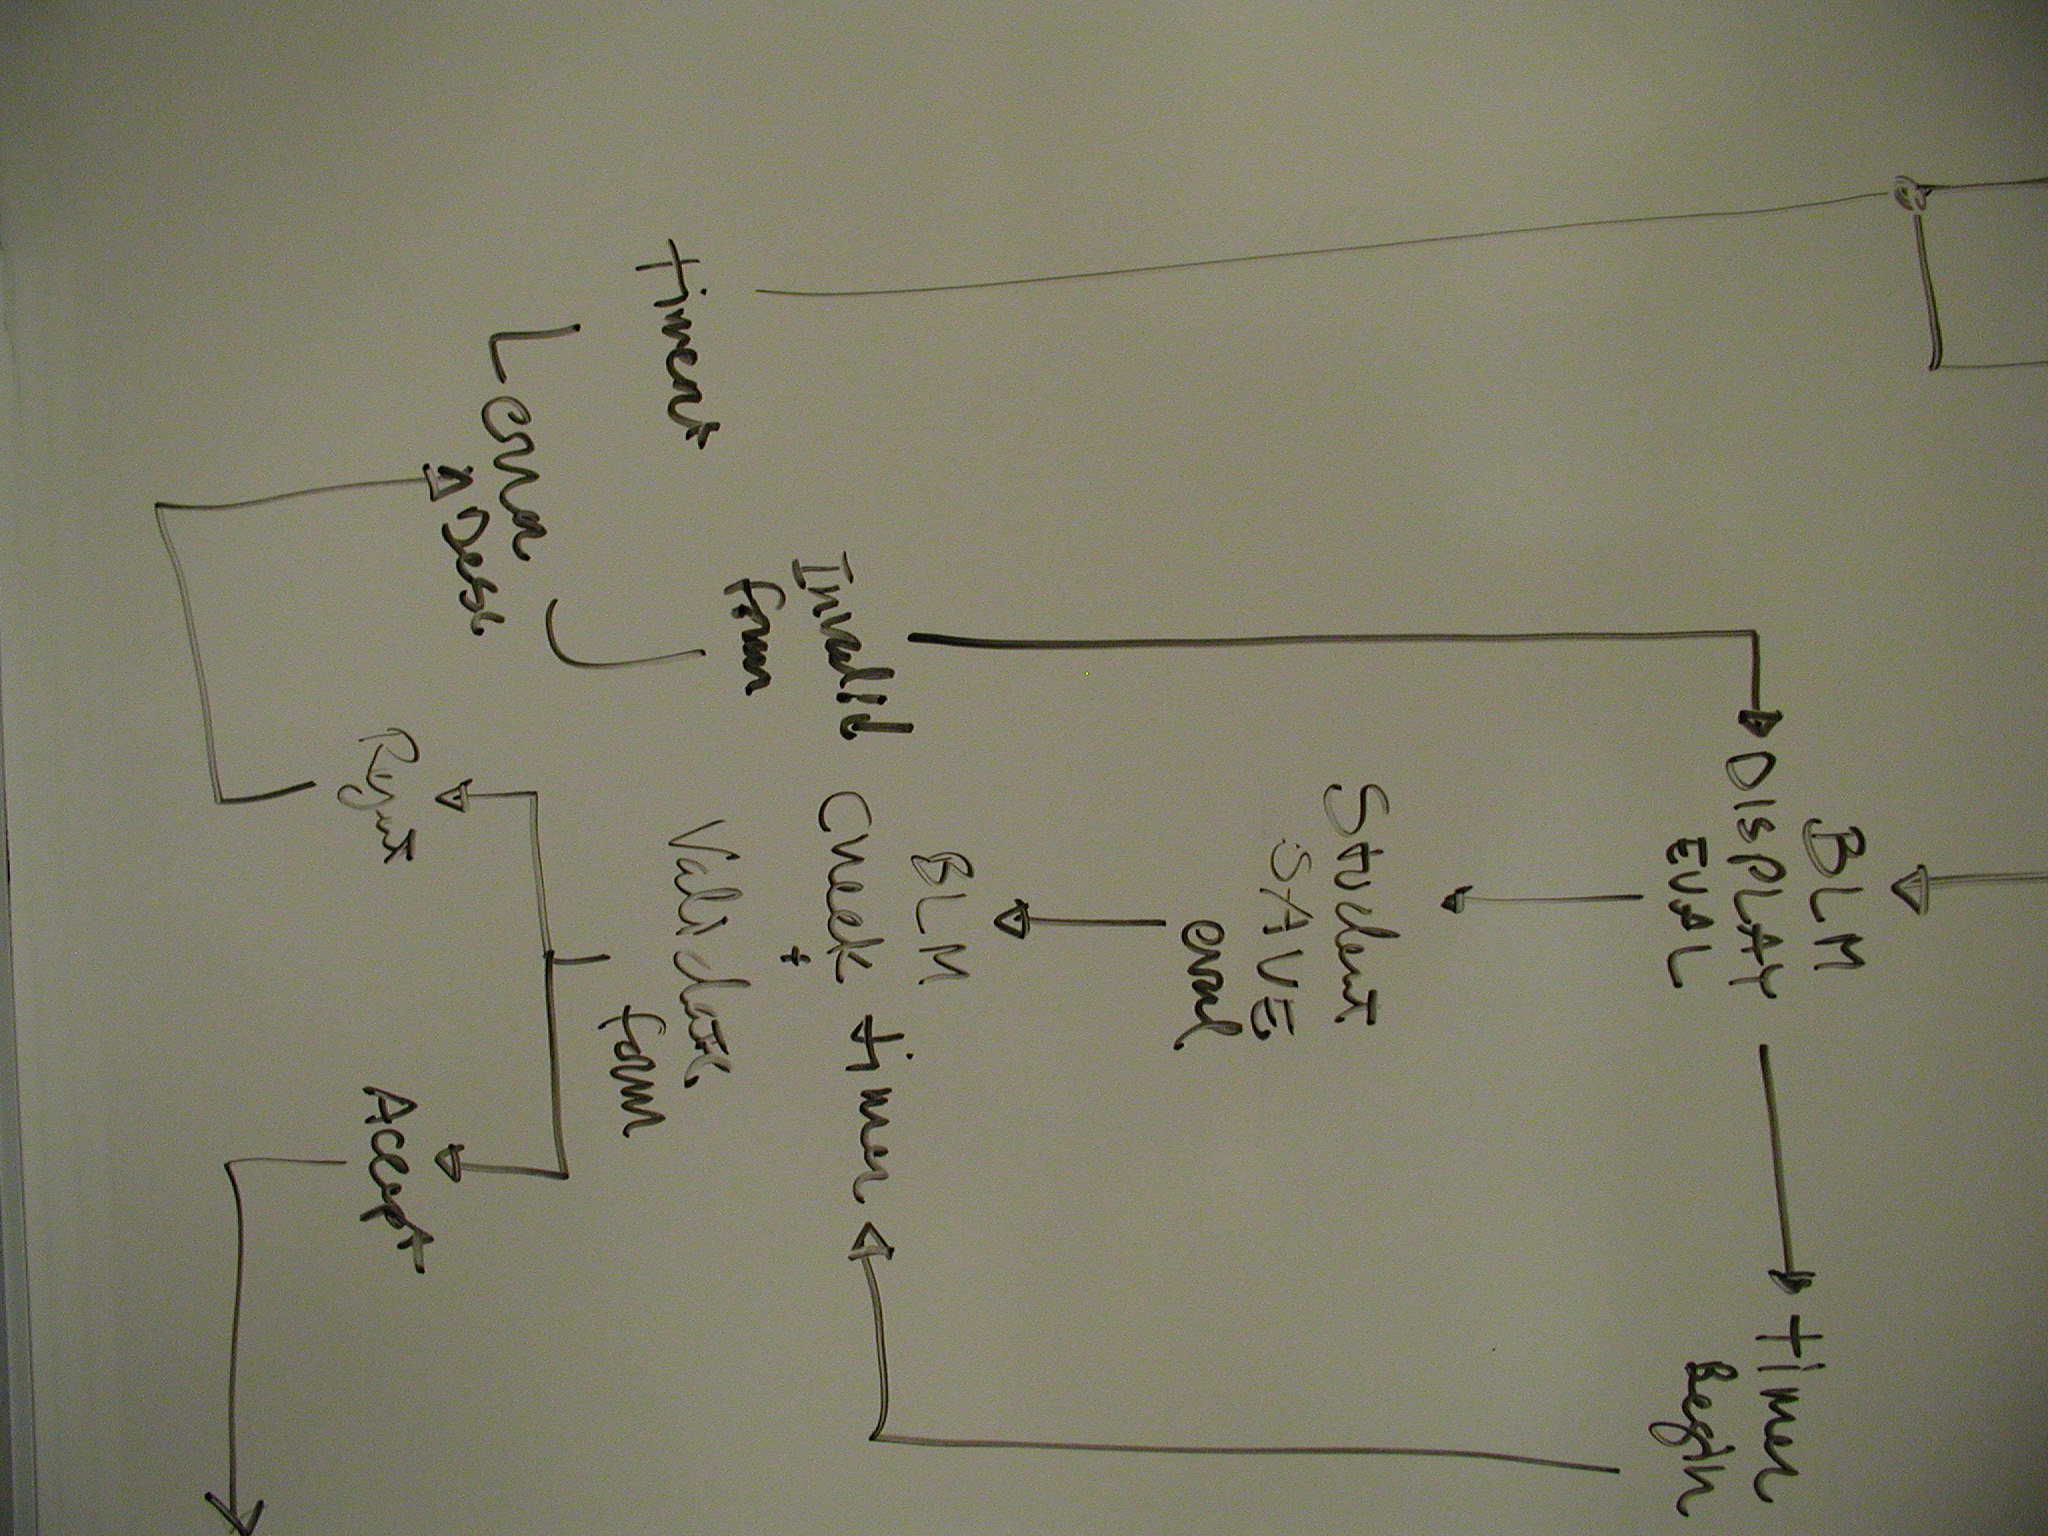 BLM
DISPLAY
EVAL
Timer
Begin
Student
SAVE
eval
BLM
Check timer
+
Validate
form
Invalid
form
timeout
Error
Desc
Reject
Accept